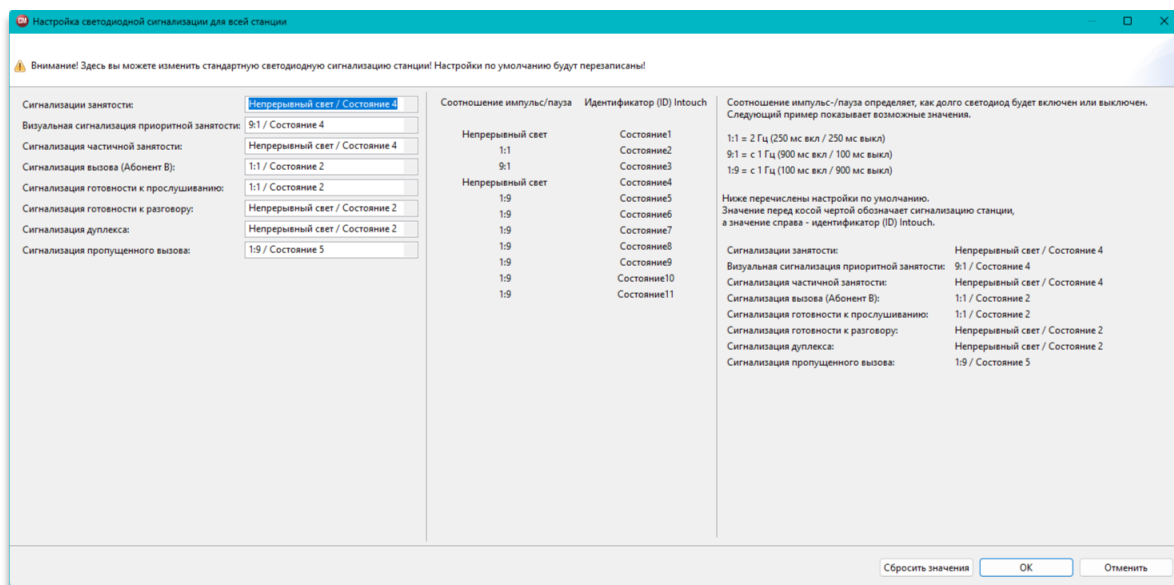 CM Настройка светодиодной сигнализации для всей станции
Внимание! Здесь вы можете изменить стандартную светодиодную сигнализацию станции! Настройки по умолчанию будут перезаписаны!
Сигнализации занятости: Непрерывный свет / Состояние 4
Визуальная сигнализация приоритной занятости: 9:1 / Состояние 4
Сигнализация частичной занятости: Непрерывный свет / Состояние 4
Сигнализация вызова (Абонент B): 1:1 / Состояние 2
Сигнализация готовности к прослушиванию: 1:1 / Состояние 2
Сигнализация готовности к разговору: Непрерывный свет / Состояние 2
Сигнализация дуплекса: Непрерывный свет / Состояние 2
Сигнализация пропущенного вызова: 1:9 / Состояние 5
Соотношение импульс/пауза Идентификатор (ID) Intouch
Непрерывный свет Состояние1
1:1 Состояние2
9:1 Состояние3
Непрерывный свет Состояние4
1:9 Состояние5
1:9 Состояние6
1:9 Состояние7
1:9 Состояние8
1:9 Состояние9
1:9 Состояние10
1:9 Состояние11
Соотношение импульс-/пауза определяет, как долго светодиод будет включен или выключен.
Следующий пример показывает возможные значения.
1:1 = 2 Гц (250 мс вкл / 250 мс выкл)
9:1 = с 1 Гц (900 мс вкл / 100 мс выкл)
1:9 = с 1 Гц (100 мс вкл / 900 мс выкл)
Ниже перечислены настройки по умолчанию.
Значение перед косой чертой обозначает сигнализацию станции,
а значение справа - идентификатор (ID) Intouch.
Сигнализации занятости: Непрерывный свет / Состояние 4
Визуальная сигнализация приоритной занятости: 9:1 / Состояние 4
Сигнализация частичной занятости: Непрерывный свет / Состояние 4
Сигнализация вызова (Абонент B): 1:1 / Состояние 2
Сигнализация готовности к прослушиванию: 1:1 / Состояние 2
Сигнализация готовности к разговору: Непрерывный свет / Состояние 2
Сигнализация дуплекса: Непрерывный свет / Состояние 2
Сигнализация пропущенного вызова: 1:9 / Состояние 5
Сбросить значения OK Отменить